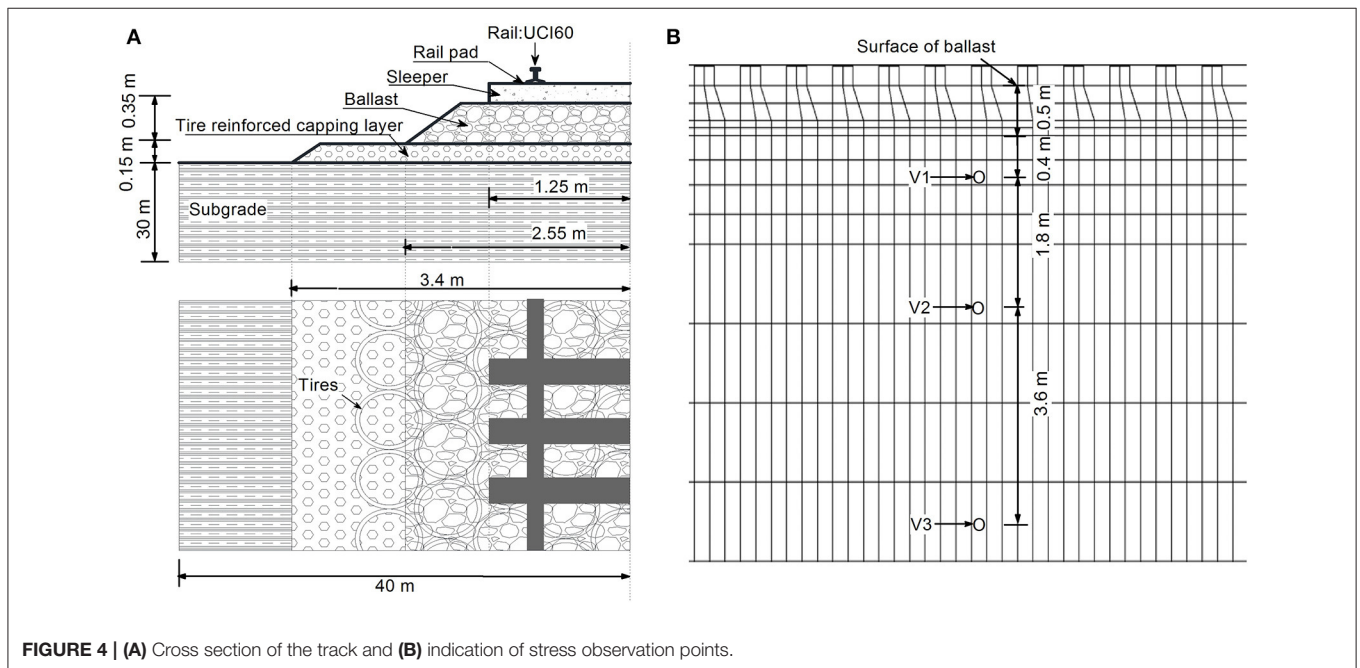 A
Rail:UCI60
Rail pad
Sleeper
Ballast
Tire reinforced capping layer
0.35 m
0.15 m
30 m
Subgrade
1.25 m
2.55 m
3.4 m
Tires
40 m
B
Surface of ballast
0.5 m
0.4 m
V1
1.8 m
V2
3.6 m
V3
FIGURE 4 | (A) Cross section of the track and (B) indication of stress observation points.